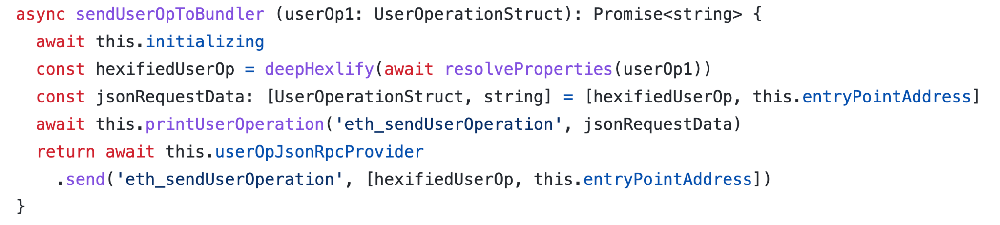 async sendUserOpToBundler (userOp1: UserOperationStruct): Promise<string> {
  await this.initializing
  const hexifiedUserOp = deepHexlify(await resolveProperties(userOp1))
  const jsonRequestData: [UserOperationStruct, string] = [hexifiedUserOp, this.entryPointAddress]
  await this.printUserOperation('eth_sendUserOperation', jsonRequestData)
  return await this.userOpJsonRpcProvider
    .send('eth_sendUserOperation', [hexifiedUserOp, this.entryPointAddress])
}